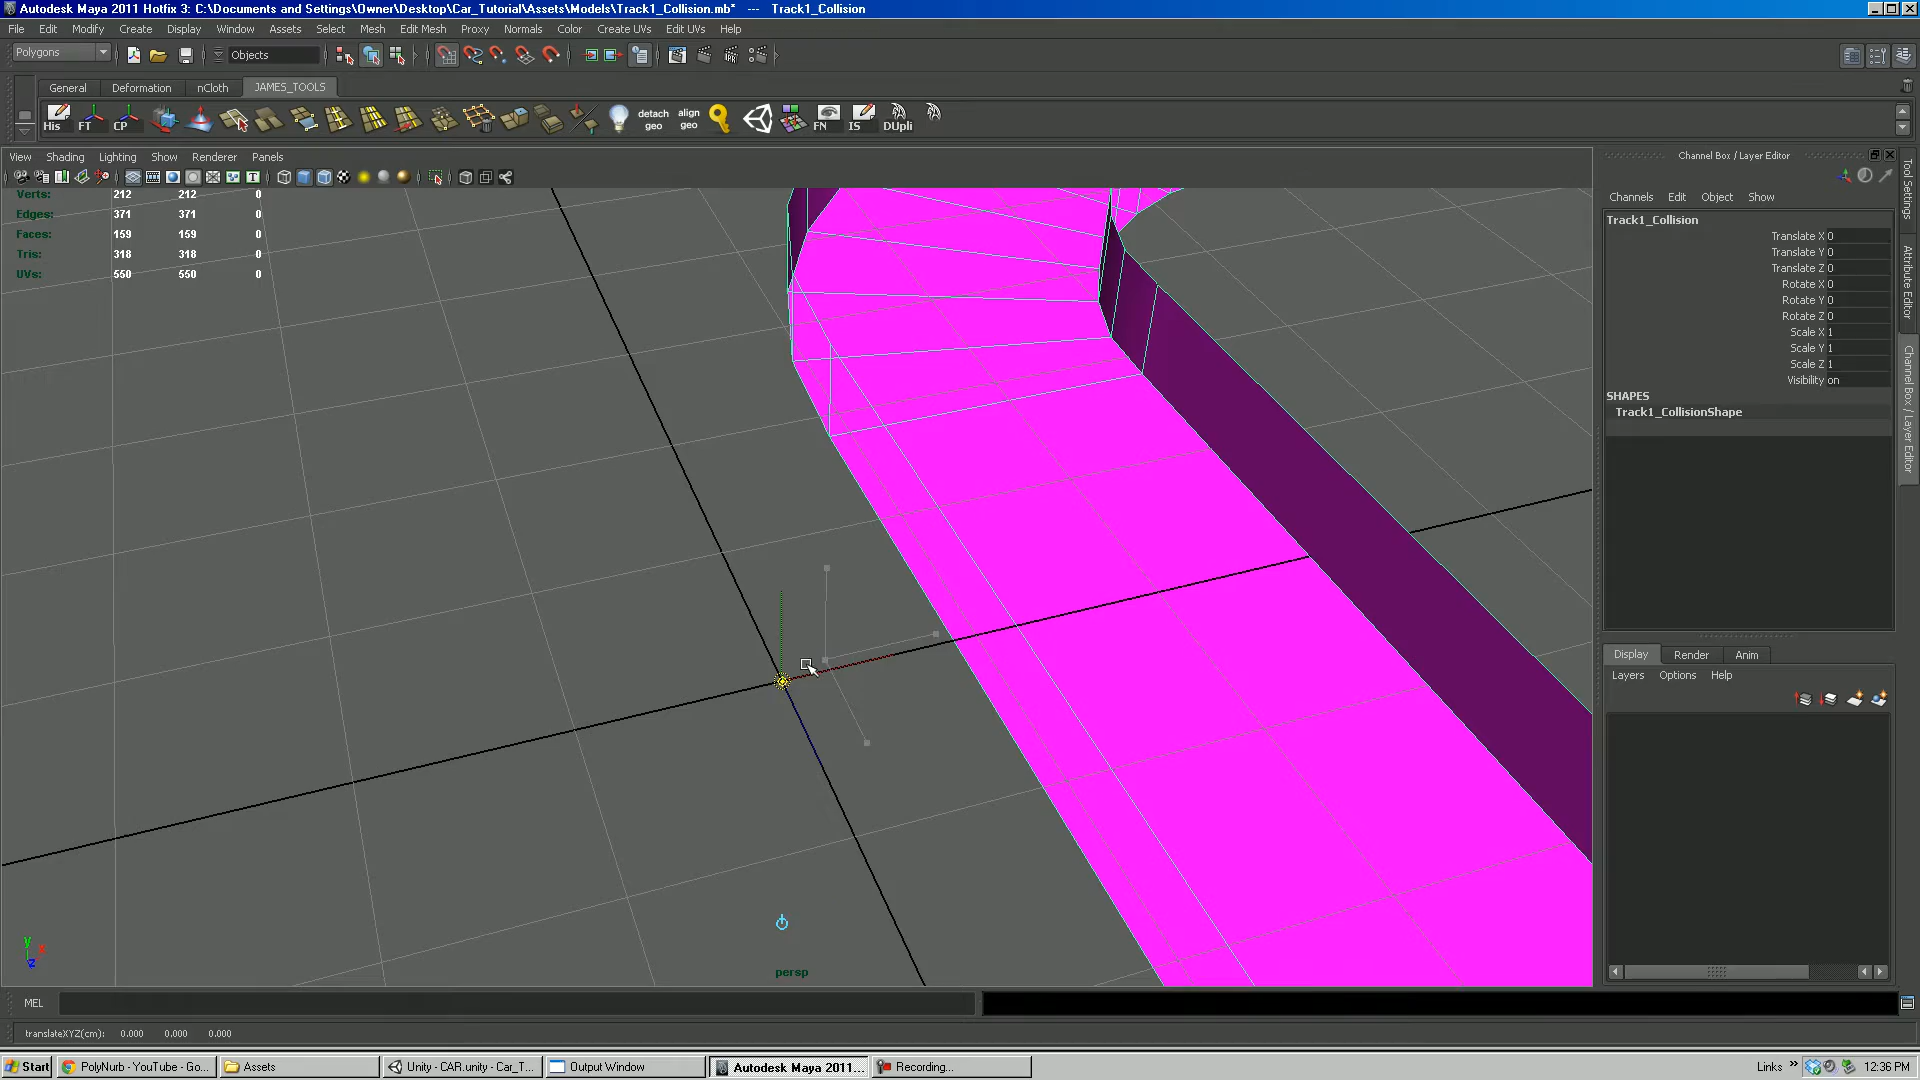 Autodesk Maya 2011 Hotfix 3: C:\Documents and Settings\Owner\Desktop\Car_Tutorial\Assets\Models\Track1_Collision.mb* --- Track1_Collision
File Edit Modify Create Display Window Assets Select Mesh Edit Mesh Proxy Normals Color Create UVs Edit UVs Help
Polygons Objects
General Deformation nCloth JAMES_TOOLS
His FT CP detach geo align geo FN IS DUpli
View Shading Lighting Show Renderer Panels
Verts: 212 212 0
Edges: 371 371 0
Faces: 159 159 0
Tris: 318 318 0
UVs: 550 550 0
persp
y
x
z
Channel Box / Layer Editor
Channels Edit Object Show
Track1_Collision
Translate X 0
Translate Y 0
Translate Z 0
Rotate X 0
Rotate Y 0
Rotate Z 0
Scale X 1
Scale Y 1
Scale Z 1
Visibility on
SHAPES
Track1_CollisionShape
Display Render Anim
Layers Options Help
Tool Settings
Attribute Editor
Channel Box / Layer Editor
MEL
translateXYZ(cm): 0.000 0.000 0.000
Start PolyNurb - YouTube - Go... Assets Unity - CAR.unity - Car_T... Output Window Autodesk Maya 2011... Recording... Links » 12:36 PM